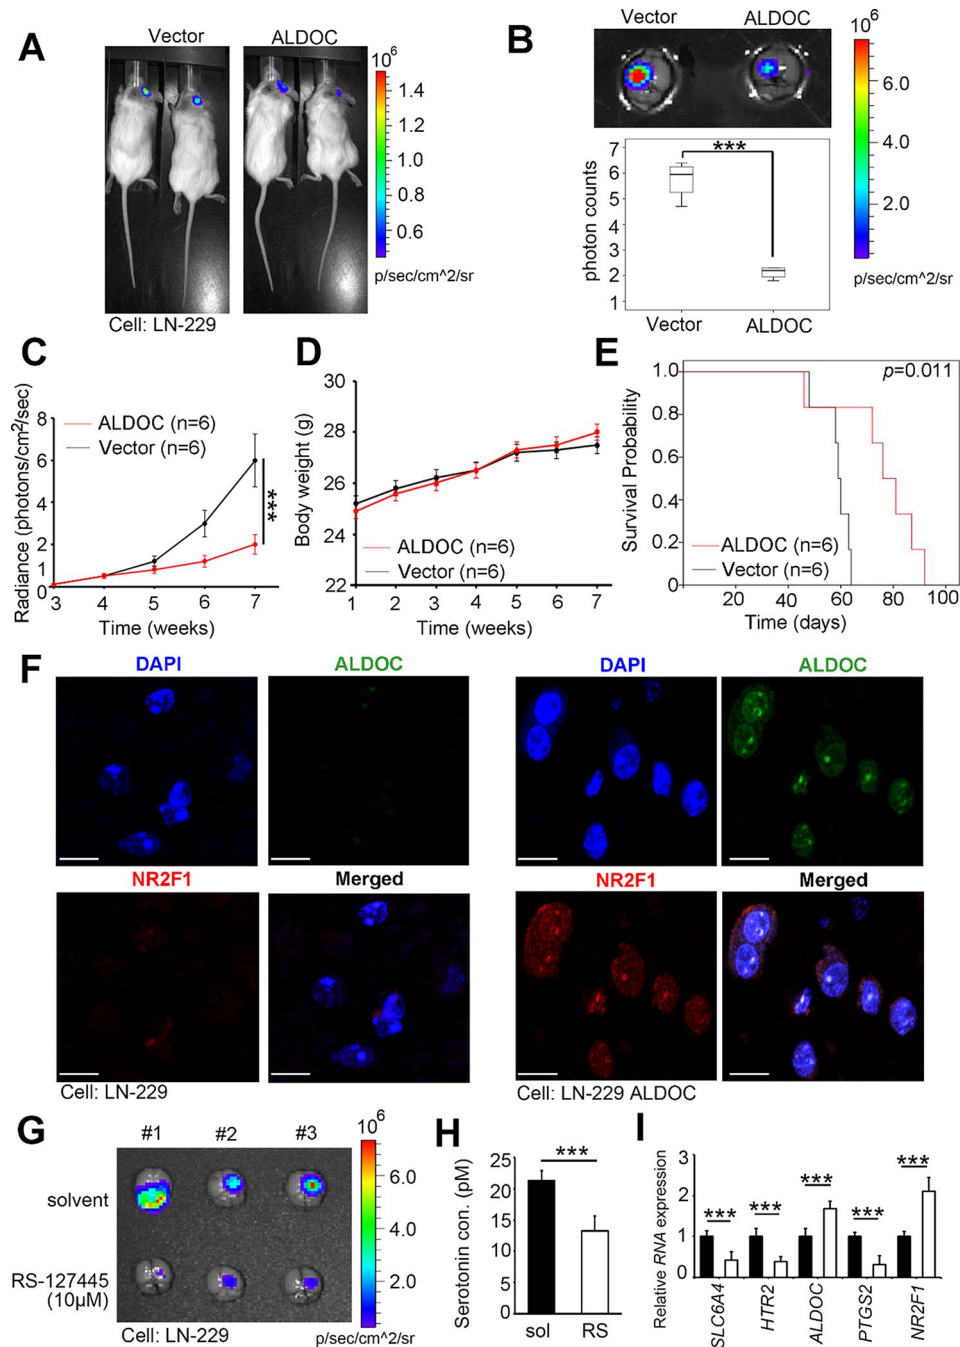 A
Vector
ALDOC
10^6
1.4
1.2
1.0
0.8
0.6
p/sec/cm^2/sr
Cell: LN-229
B
Vector
ALDOC
10^6
6.0
4.0
2.0
p/sec/cm^2/sr
photon counts
7
6
5
4
3
2
1
***
Vector
ALDOC
C
Radiance (photons/cm²/sec)
8
6
4
2
1
0
ALDOC (n=6)
Vector (n=6)
***
3
4
5
6
7
Time (weeks)
D
Body weight (g)
30
28
26
24
22
ALDOC (n=6)
Vector (n=6)
1
2
3
4
5
6
7
Time (weeks)
E
Survival Probability
1.0
0.8
0.6
0.4
0.2
0
p=0.011
ALDOC (n=6)
Vector (n=6)
20
40
60
80
100
Time (days)
F
DAPI
ALDOC
NR2F1
Merged
Cell: LN-229
DAPI
ALDOC
NR2F1
Merged
Cell: LN-229 ALDOC
G
#1
#2
#3
solvent
RS-127445
(10µM)
Cell: LN-229
10^6
6.0
4.0
2.0
p/sec/cm^2/sr
H
Serotonin con. (pM)
25
20
15
10
5
0
***
sol
RS
I
Relative RNA expression
3
2
1
0
***
***
***
***
***
SLC6A4
HTR2
ALDOC
PTGS2
NR2F1